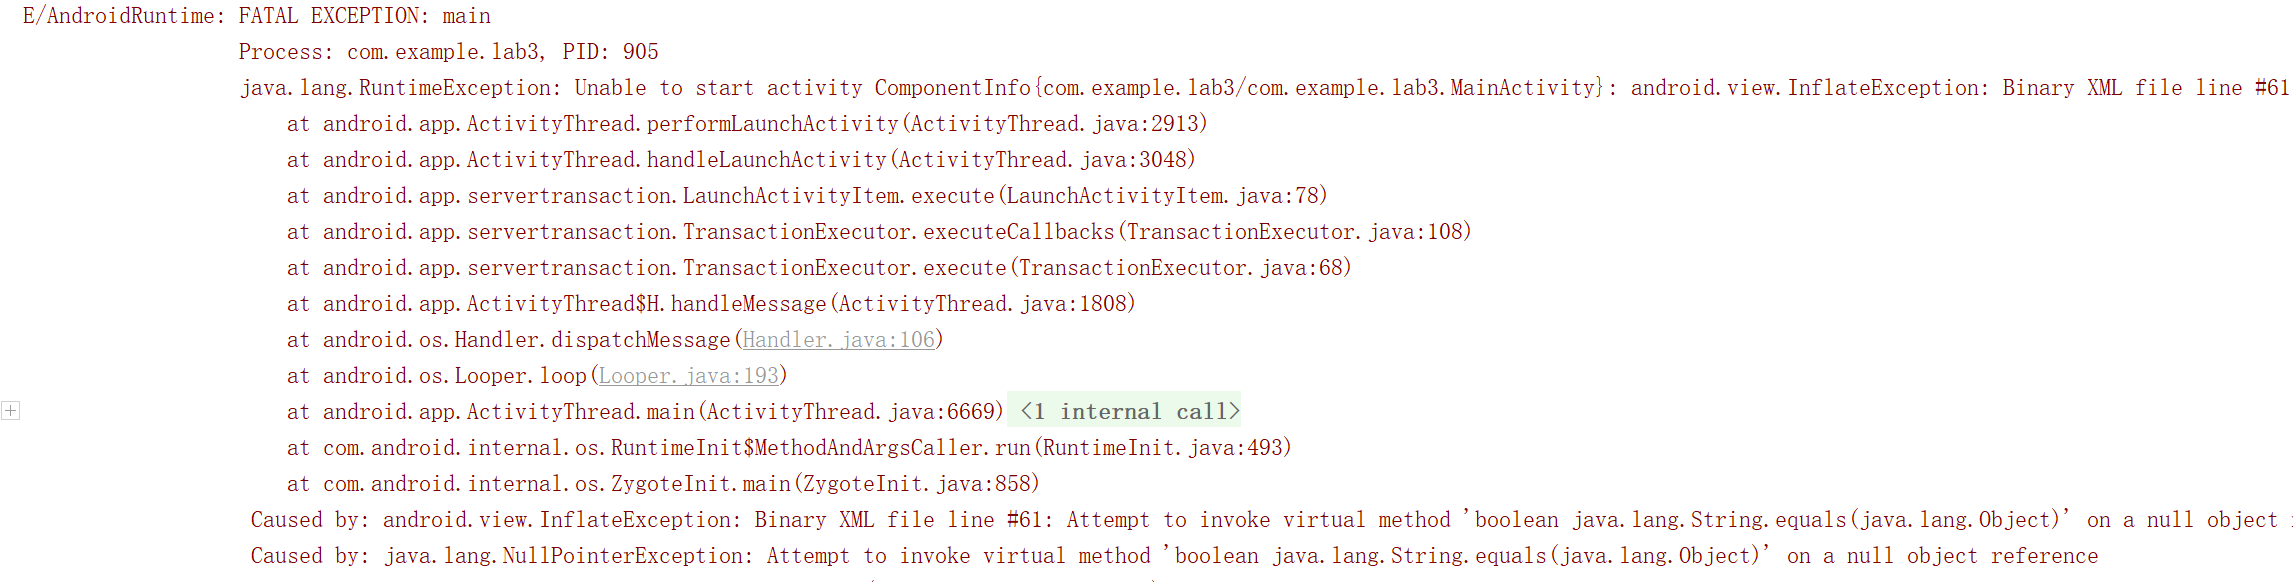 E/AndroidRuntime: FATAL EXCEPTION: main
Process: com.example.lab3, PID: 905
java.lang.RuntimeException: Unable to start activity ComponentInfo{com.example.lab3/com.example.lab3.MainActivity}: android.view.InflateException: Binary XML file line #61
at android.app.ActivityThread.performLaunchActivity(ActivityThread.java:2913)
at android.app.ActivityThread.handleLaunchActivity(ActivityThread.java:3048)
at android.app.servertransaction.LaunchActivityItem.execute(LaunchActivityItem.java:78)
at android.app.servertransaction.TransactionExecutor.executeCallbacks(TransactionExecutor.java:108)
at android.app.servertransaction.TransactionExecutor.execute(TransactionExecutor.java:68)
at android.app.ActivityThread$H.handleMessage(ActivityThread.java:1808)
at android.os.Handler.dispatchMessage(Handler.java:106)
at android.os.Looper.loop(Looper.java:193)
at android.app.ActivityThread.main(ActivityThread.java:6669) <1 internal call>
at com.android.internal.os.RuntimeInit$MethodAndArgsCaller.run(RuntimeInit.java:493)
at com.android.internal.os.ZygoteInit.main(ZygoteInit.java:858)
Caused by: android.view.InflateException: Binary XML file line #61: Attempt to invoke virtual method 'boolean java.lang.String.equals(java.lang.Object)' on a null object
Caused by: java.lang.NullPointerException: Attempt to invoke virtual method 'boolean java.lang.String.equals(java.lang.Object)' on a null object reference